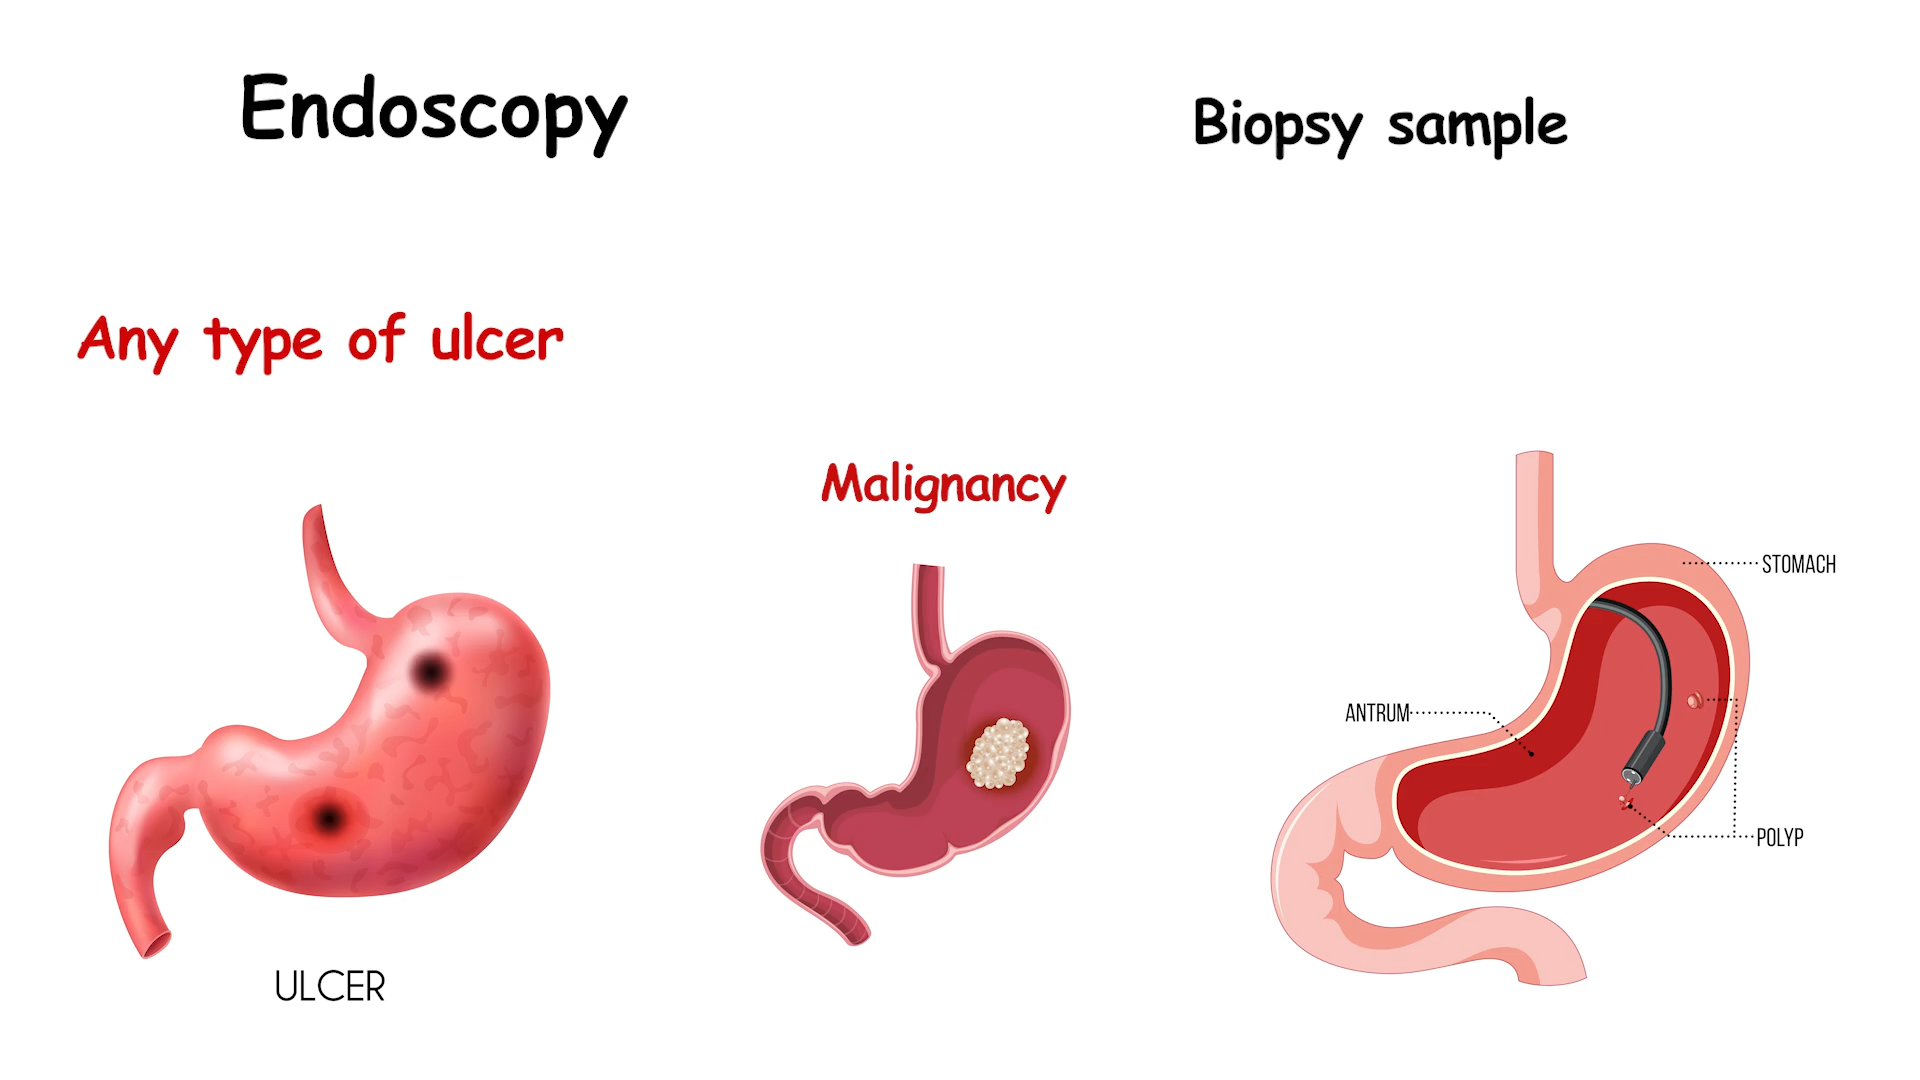 Endoscopy
Biopsy sample
Any type of ulcer
Malignancy
STOMACH
ANTRUM
POLYP
ULCER